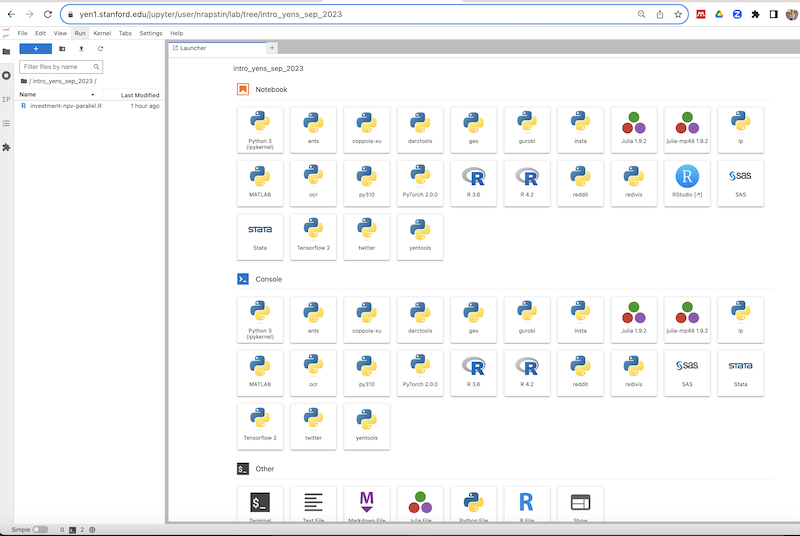 yen1.stanford.edu/jupyter/user/nrapstin/lab/tree/intro_yens_sep_2023
File Edit View Run Kernel Tabs Settings Help
+
Launcher
+
Filter files by name
/ intro_yens_sep_2023 /
Name Last Modified
investment-npv-parallel.R 1 hour ago
intro_yens_sep_2023
Notebook
Python 3 (ipykernel)
ants
coppola-xu
darctools
geo
gurobi
insta
Julia 1.9.2
julia-mp48 1.9.2
lp
MATLAB
ocr
py310
PyTorch 2.0.0
R 3.6
R 4.2
reddit
redivis
RStudio [↗]
SAS
Stata
Tensorflow 2
twitter
yentools
Console
Python 3 (ipykernel)
ants
coppola-xu
darctools
geo
gurobi
insta
Julia 1.9.2
julia-mp48 1.9.2
lp
MATLAB
ocr
py310
PyTorch 2.0.0
R 3.6
R 4.2
reddit
redivis
SAS
Stata
Tensorflow 2
twitter
yentools
$_ Other
Terminal
Text File
Markdown File
Julia File
Python File
R File
Show
Simple 0 2